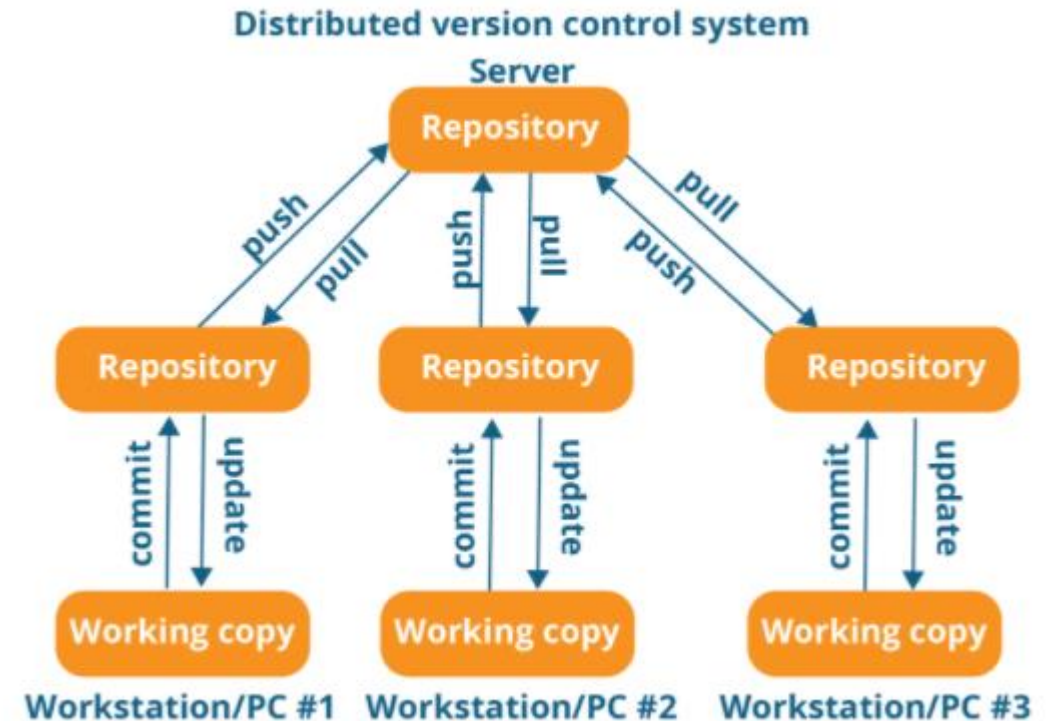 Distributed version control system
Server
Repository
push
pull
push
pull
push
pull
Repository
Repository
Repository
commit
update
commit
update
commit
update
Working copy
Working copy
Working copy
Workstation/PC #1
Workstation/PC #2
Workstation/PC #3